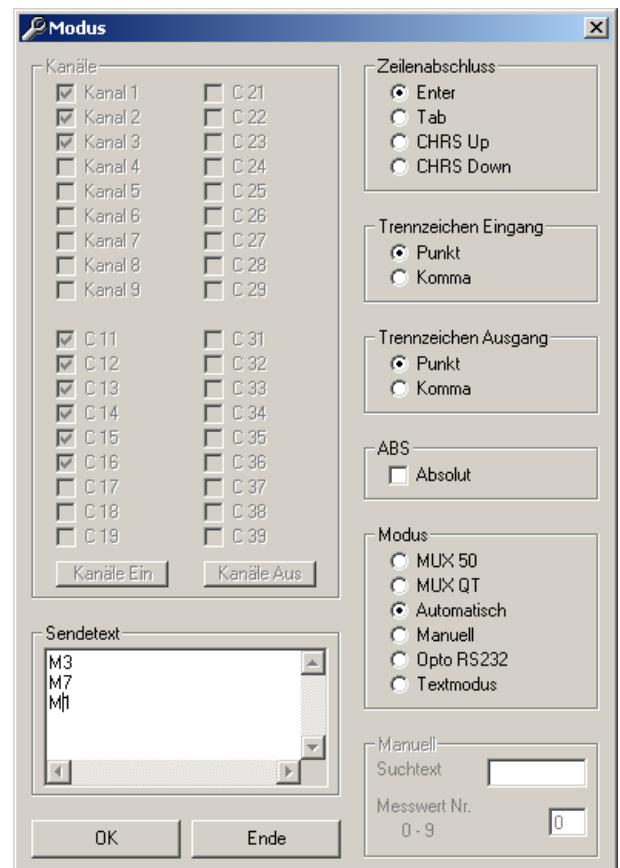 Modus
Kanäle
Kanal 1
Kanal 2
Kanal 3
Kanal 4
Kanal 5
Kanal 6
Kanal 7
Kanal 8
Kanal 9
C 11
C 12
C 13
C 14
C 15
C 16
C 17
C 18
C 19
C 21
C 22
C 23
C 24
C 25
C 26
C 27
C 28
C 29
C 31
C 32
C 33
C 34
C 35
C 36
C 37
C 38
C 39
Kanäle Ein
Kanäle Aus
Sendetext
M3
M7
M1
OK
Ende
Zeilenabschluss
Enter
Tab
CHRS Up
CHRS Down
Trennzeichen Eingang
Punkt
Komma
Trennzeichen Ausgang
Punkt
Komma
ABS
Absolut
Modus
MUX 50
MUX QT
Automatisch
Manuell
Opto RS232
Textmodus
Manuell
Suchtext
Messwert Nr.
0 - 9
0